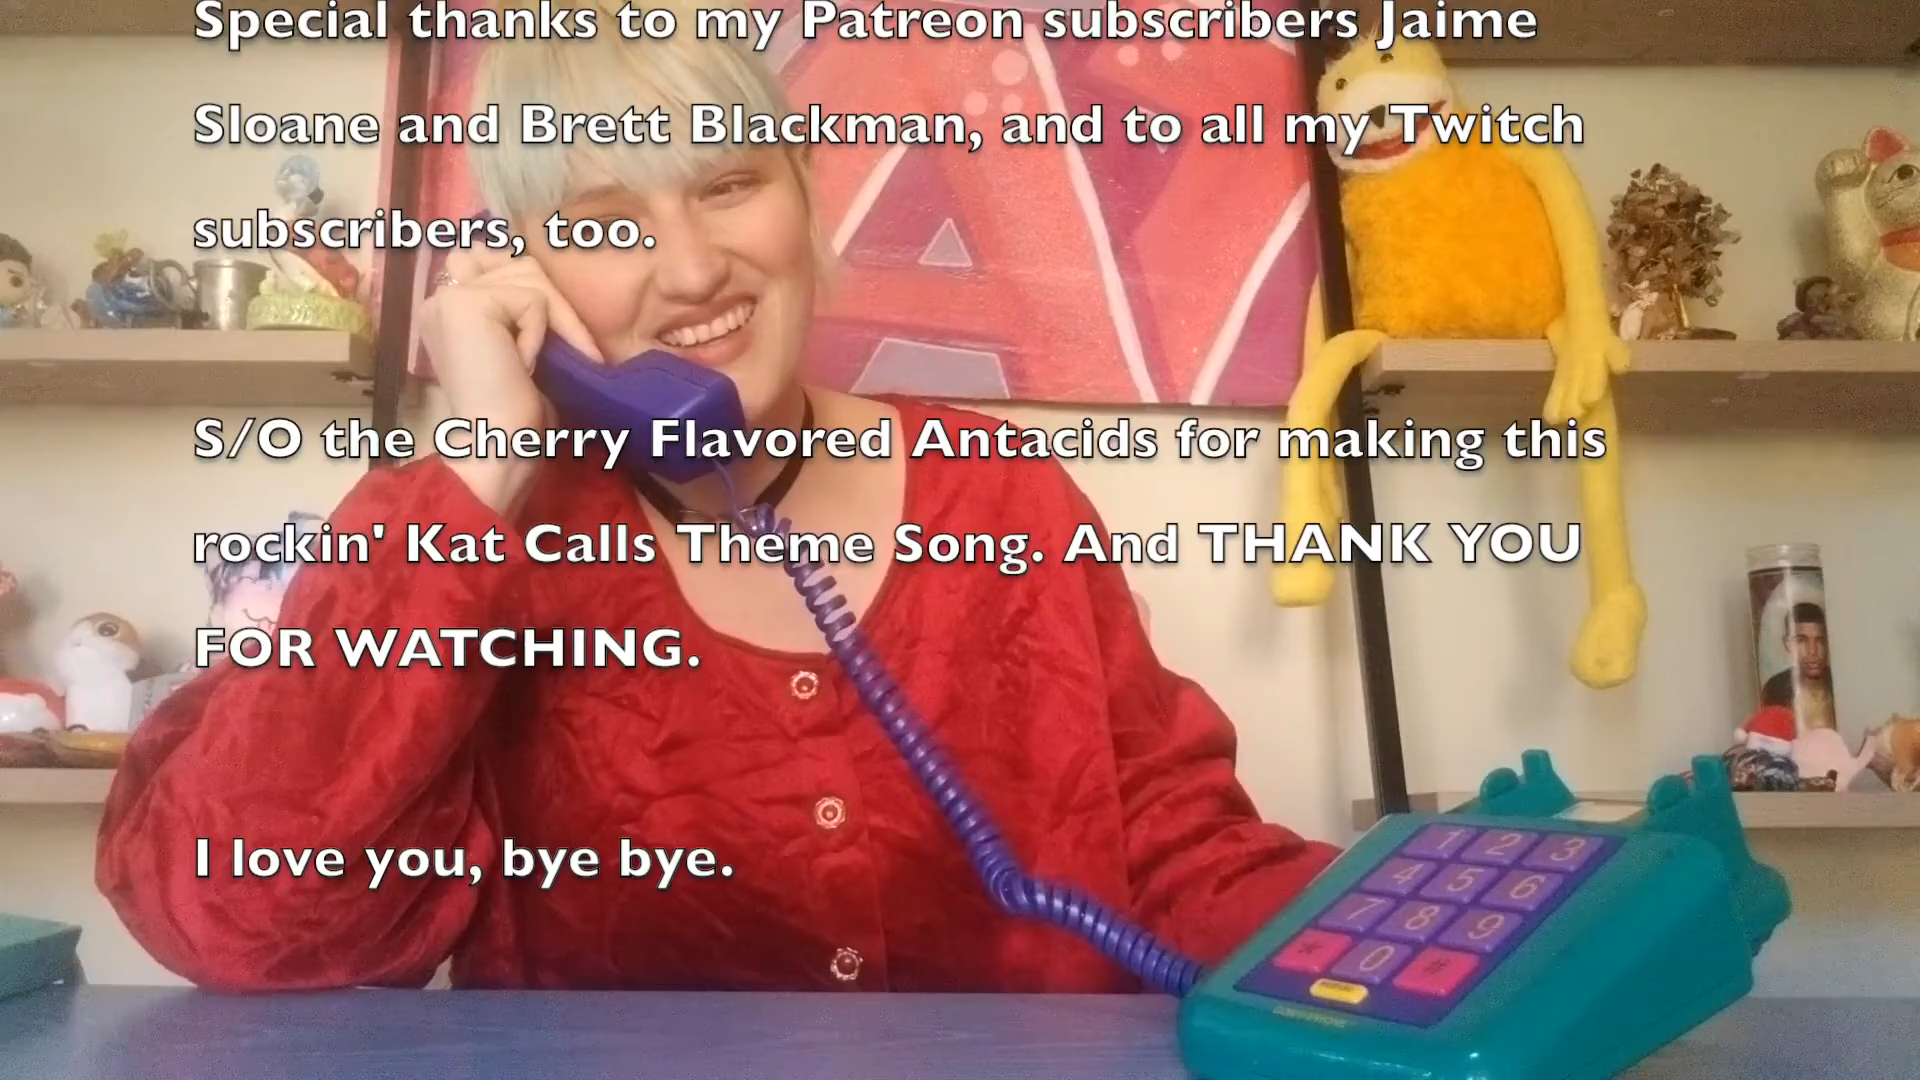 Special thanks to my Patreon subscribers Jaime
Sloane and Brett Blackman, and to all my Twitch
subscribers, too.
S/O the Cherry Flavored Antacids for making this
rockin' Kat Calls Theme Song. And THANK YOU
FOR WATCHING.
I love you, bye bye.
1 2 3
4 5 6
7 8 9
* 0 #